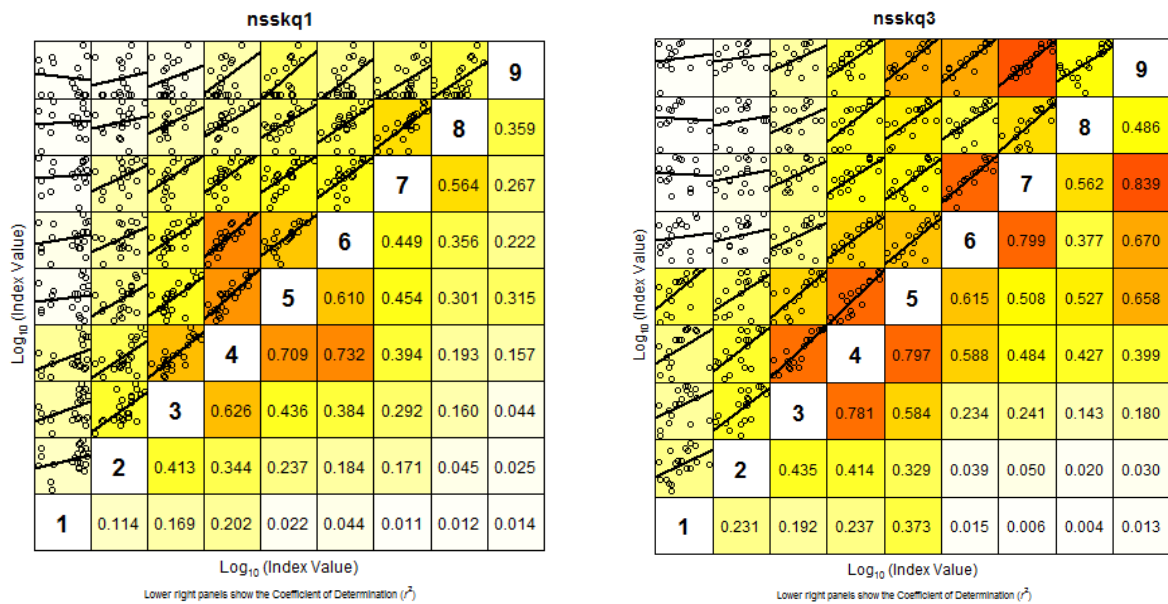 nsskq1
9
8 0.359
7 0.564 0.267
6 0.449 0.356 0.222
5 0.610 0.454 0.301 0.315
4 0.709 0.732 0.394 0.193 0.157
3 0.626 0.436 0.384 0.292 0.160 0.044
2 0.413 0.344 0.237 0.184 0.171 0.045 0.025
1 0.114 0.169 0.202 0.022 0.044 0.011 0.012 0.014
Log10 (Index Value)
Log10 (Index Value)
Lower right panels show the Coefficient of Determination (r²)
nsskq3
9
8 0.486
7 0.562 0.839
6 0.799 0.377 0.670
5 0.615 0.508 0.527 0.658
4 0.797 0.588 0.484 0.427 0.399
3 0.781 0.584 0.234 0.241 0.143 0.180
2 0.435 0.414 0.329 0.039 0.050 0.020 0.030
1 0.231 0.192 0.237 0.373 0.015 0.006 0.004 0.013
Log10 (Index Value)
Log10 (Index Value)
Lower right panels show the Coefficient of Determination (r²)